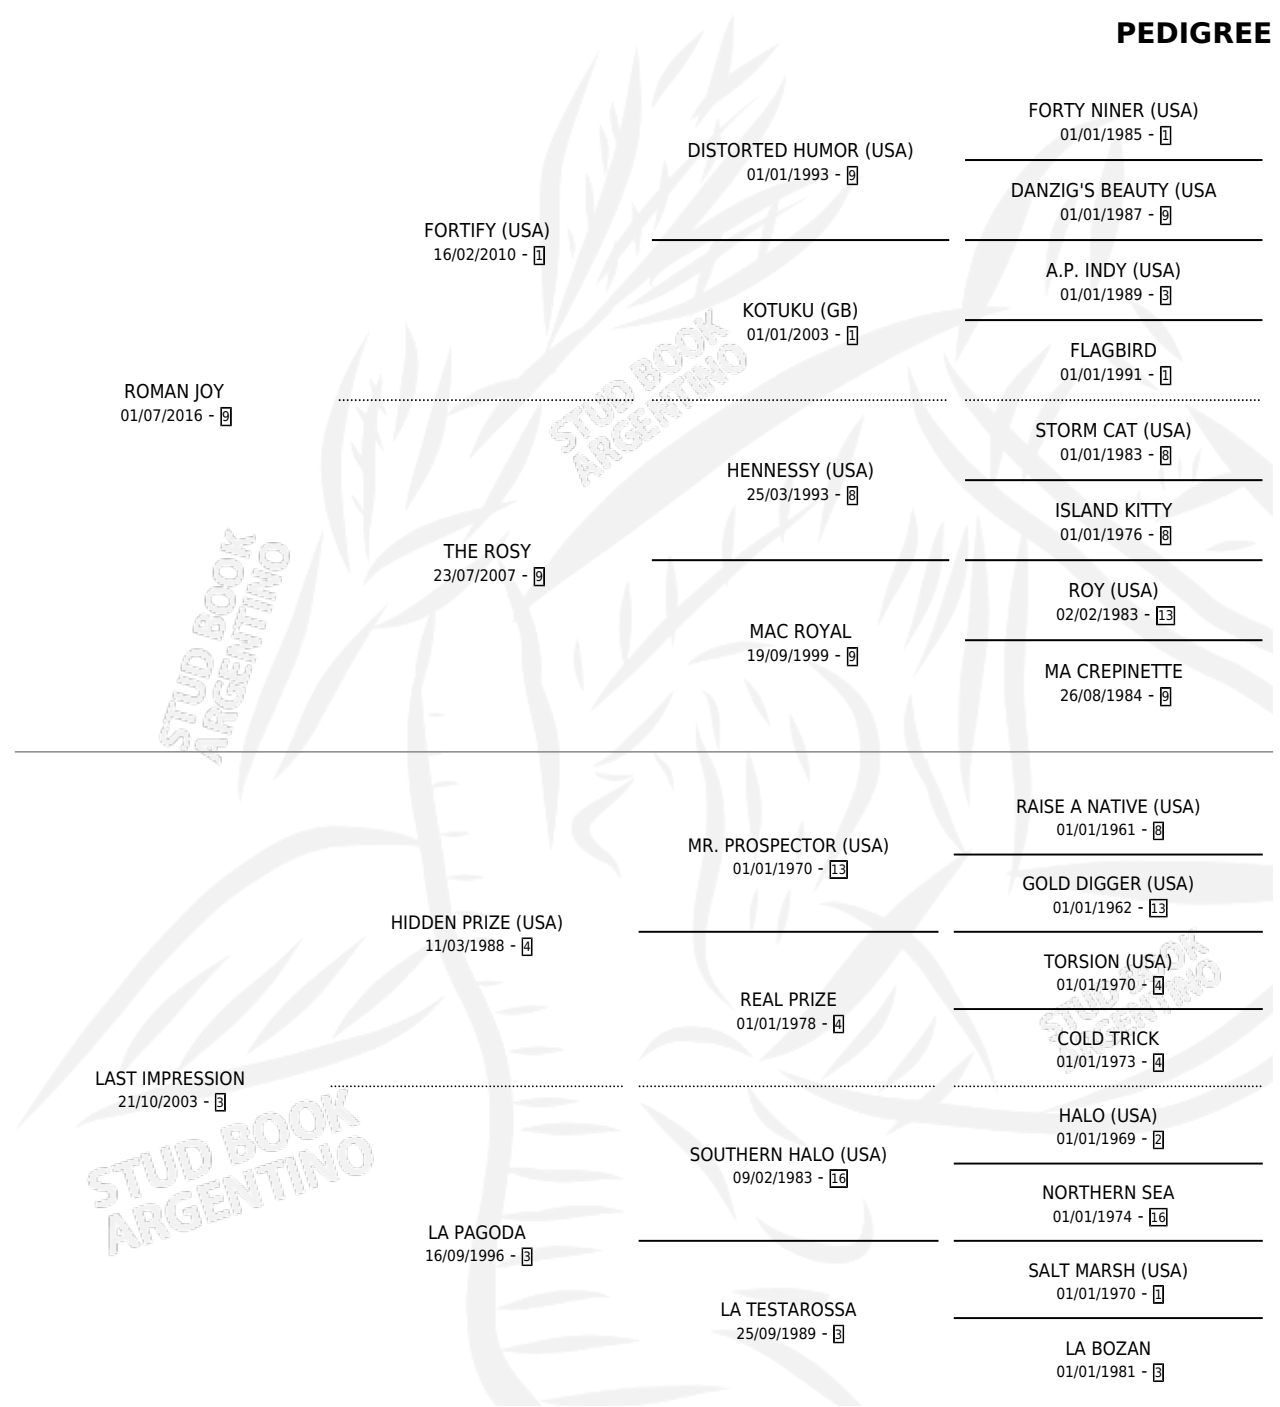 PEDIGREE
FORTY NINER (USA)
01/01/1985 - 1
DISTORTED HUMOR (USA)
01/01/1993 - 9
DANZIG'S BEAUTY (USA
01/01/1987 - 9
FORTIFY (USA)
16/02/2010 - 1
A.P. INDY (USA)
01/01/1989 - 3
KOTUKU (GB)
01/01/2003 - 1
FLAGBIRD
01/01/1991 - 1
ROMAN JOY
01/07/2016 - 9
STORM CAT (USA)
01/01/1983 - 8
HENNESSY (USA)
25/03/1993 - 8
ISLAND KITTY
01/01/1976 - 8
THE ROSY
23/07/2007 - 9
ROY (USA)
02/02/1983 - 13
MAC ROYAL
19/09/1999 - 9
MA CREPINETTE
26/08/1984 - 9
RAISE A NATIVE (USA)
01/01/1961 - 8
MR. PROSPECTOR (USA)
01/01/1970 - 13
GOLD DIGGER (USA)
01/01/1962 - 13
HIDDEN PRIZE (USA)
11/03/1988 - 4
TORSION (USA)
01/01/1970 - 4
REAL PRIZE
01/01/1978 - 4
COLD TRICK
01/01/1973 - 4
LAST IMPRESSION
21/10/2003 - 3
HALO (USA)
01/01/1969 - 2
SOUTHERN HALO (USA)
09/02/1983 - 16
NORTHERN SEA
01/01/1974 - 16
LA PAGODA
16/09/1996 - 3
SALT MARSH (USA)
01/01/1970 - 1
LA TESTAROSSA
25/09/1989 - 3
LA BOZAN
01/01/1981 - 3
STUD BOOK
ARGENTINO
STUD BOOK
ARGENTINO
STUD BOOK
ARGENTINO
STUD BOOK
ARGENTINO